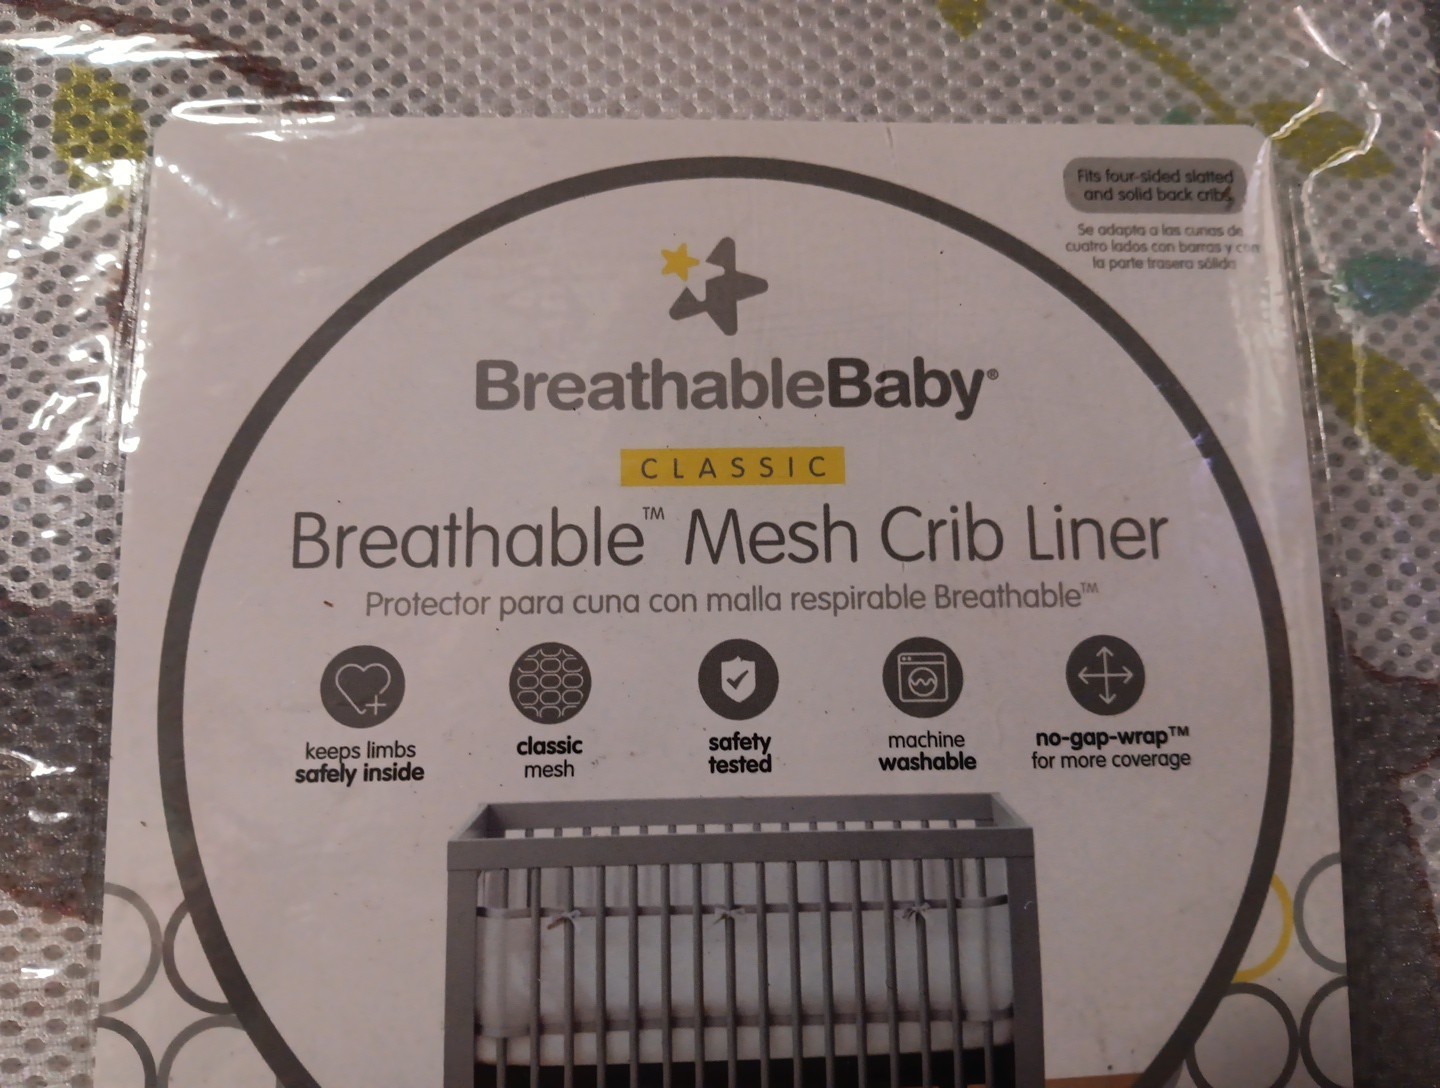 Fits four-sided slatted
and solid back cribs
Se adapta a las cunas de
cuatro lados con barras y con
la parte trasera sólida
BreathableBaby®
CLASSIC
Breathable™ Mesh Crib Liner
Protector para cuna con malla respirable Breathable™
keeps limbs
safely inside
classic
mesh
safety
tested
machine
washable
no-gap-wrap™
for more coverage